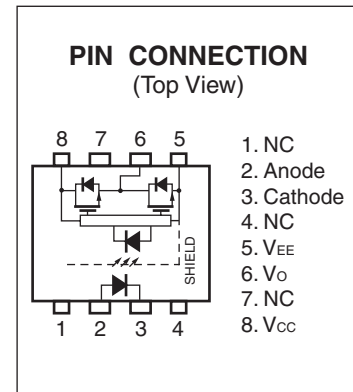 PIN CONNECTION
(Top View)
8 7 6 5
SHIELD
1 2 3 4
1. NC
2. Anode
3. Cathode
4. NC
5. VEE
6. VO
7. NC
8. VCC